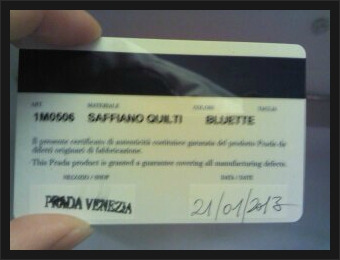 ART. MATERIALE COLORE TAGLIA
1M0506 SAFFIANO QUILTI BLUETTE
Il presente certificato di autenticità costituisce garanzia del prodotto Prada da
difetti originari di fabbricazione.
This Prada product is granted a guarantee covering all manufacturing defects.
NEGOZIO / SHOP DATA / DATE
PRADA VENEZIA 21/01/2013